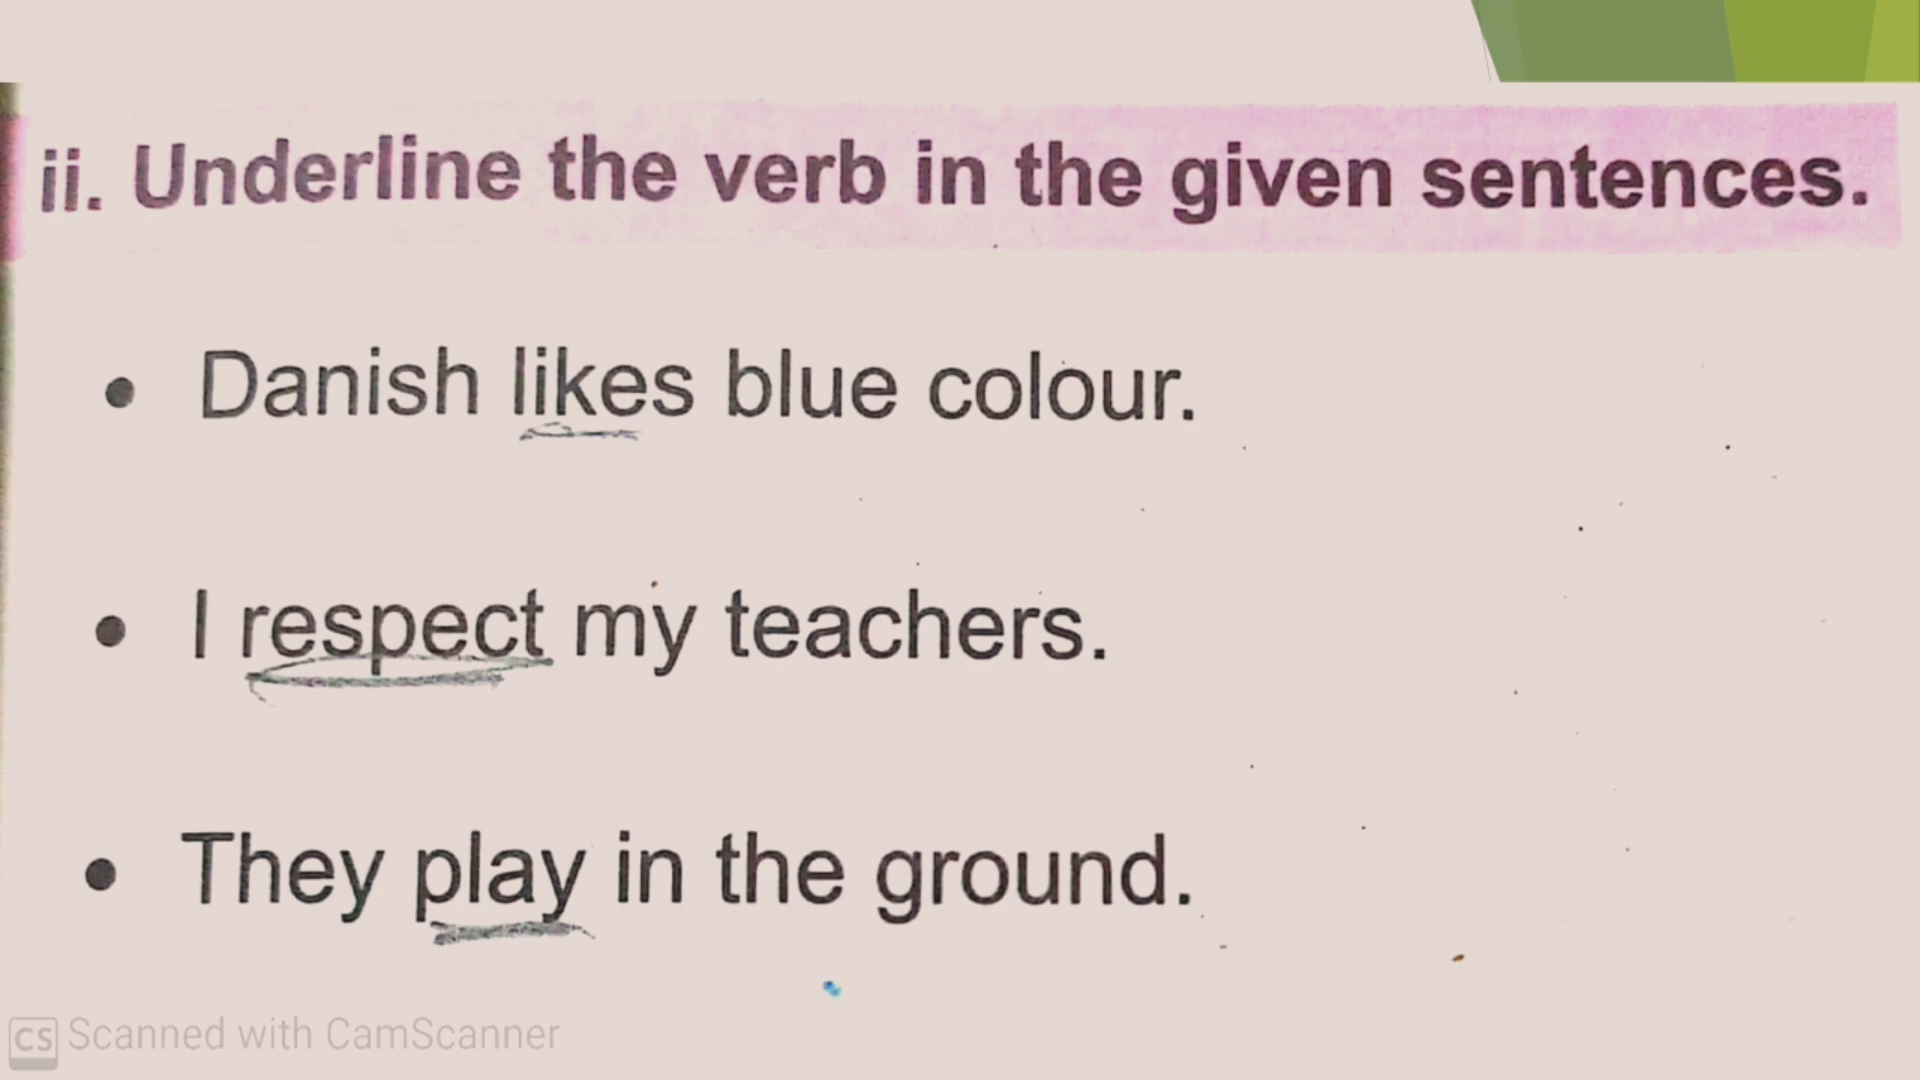 ii. Underline the verb in the given sentences.
• Danish likes blue colour.
• I respect my teachers.
• They play in the ground.
CS Scanned with CamScanner